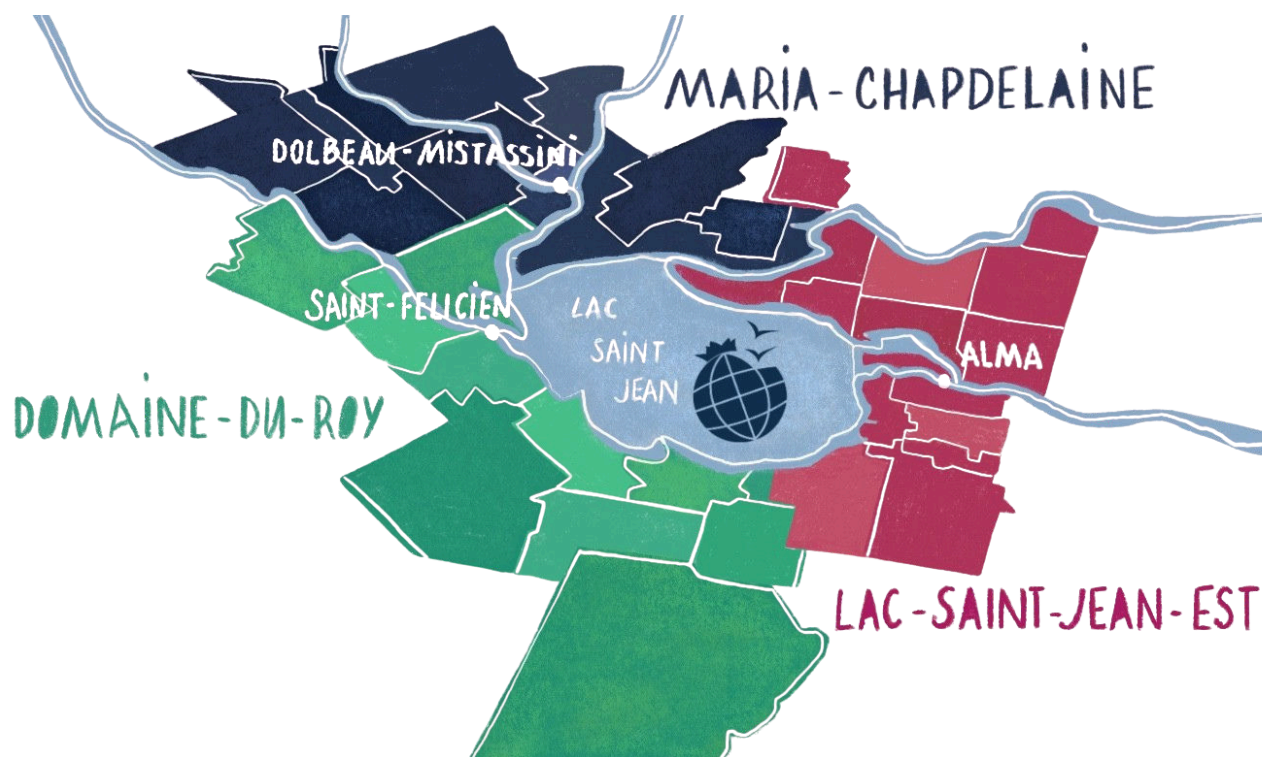 MARIA-CHAPDELAINE
DOLBEAU-MISTASSINI
SAINT-FELICIEN
LAC
SAINT
JEAN
ALMA
DOMAINE-DU-ROY
LAC-SAINT-JEAN-EST